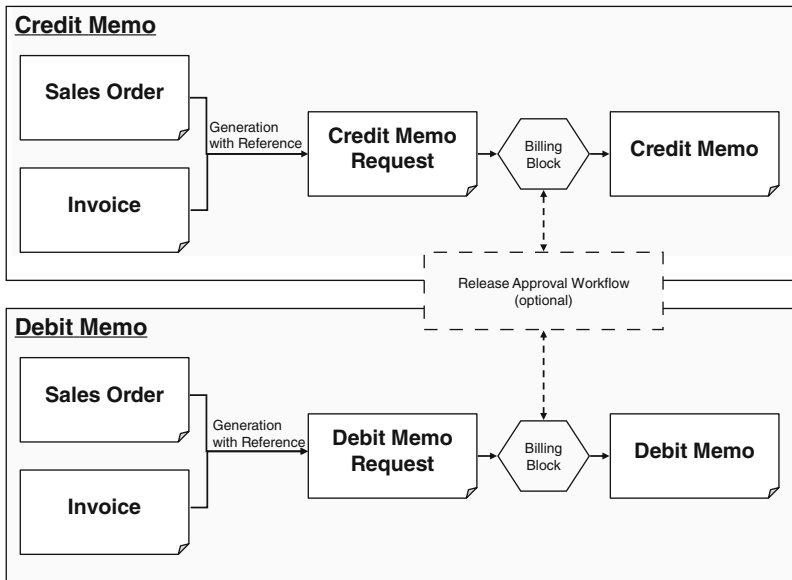 Credit Memo
Sales Order
Invoice
Generation
with Reference
Credit Memo
Request
Billing
Block
Credit Memo
Release Approval Workflow
(optional)
Debit Memo
Sales Order
Invoice
Generation
with Reference
Debit Memo
Request
Billing
Block
Debit Memo